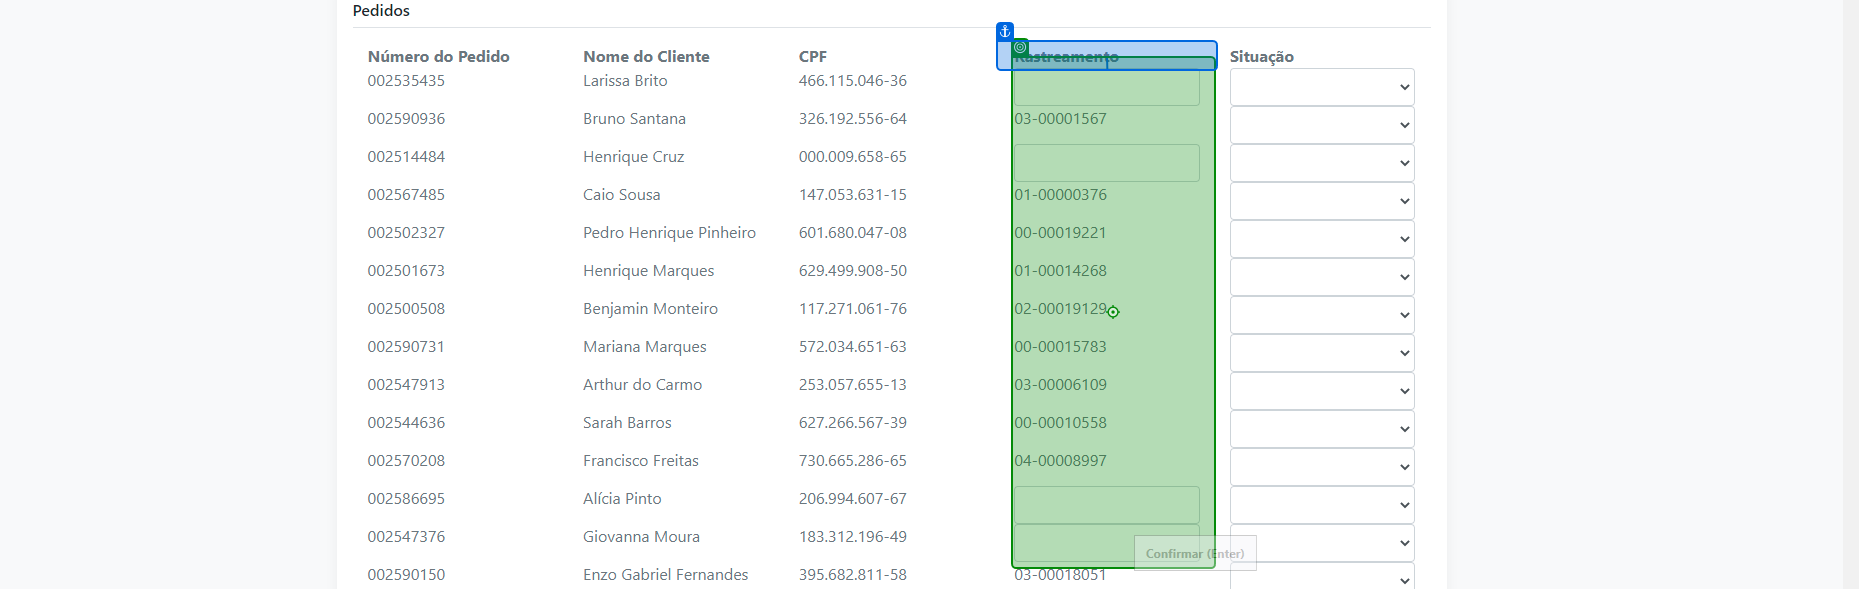 Pedidos
Número do Pedido Nome do Cliente CPF Rastreamento Situação
002535435 Larissa Brito 466.115.046-36
002590936 Bruno Santana 326.192.556-64 03-00001567
002514484 Henrique Cruz 000.009.658-65
002567485 Caio Sousa 147.053.631-15 01-00000376
002502327 Pedro Henrique Pinheiro 601.680.047-08 00-00019221
002501673 Henrique Marques 629.499.908-50 01-00014268
002500508 Benjamin Monteiro 117.271.061-76 02-00019129
002590731 Mariana Marques 572.034.651-63 00-00015783
002547913 Arthur do Carmo 253.057.655-13 03-00006109
002544636 Sarah Barros 627.266.567-39 00-00010558
002570208 Francisco Freitas 730.665.286-65 04-00008997
002586695 Alícia Pinto 206.994.607-67
002547376 Giovanna Moura 183.312.196-49
Confirmar (Enter)
002590150 Enzo Gabriel Fernandes 395.682.811-58 03-00018051